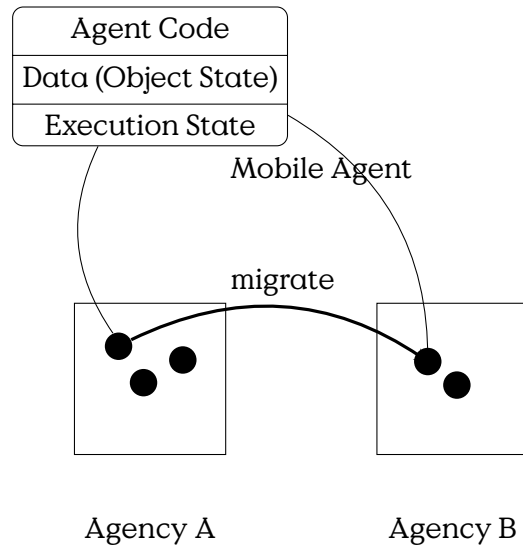 Agent Code
Data (Object State)
Execution State
Mobile Agent
migrate
Agency A
Agency B